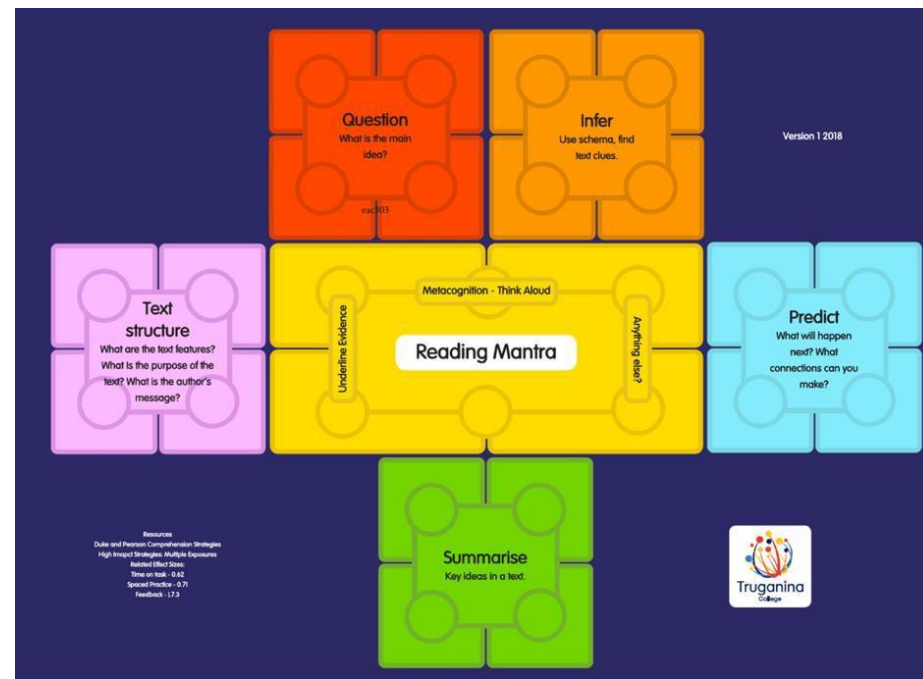 Question
What is the main
idea?
eac303
Infer
Use schema, find
text clues.
Version 1 2018
Text
structure
What are the text features?
What is the purpose of the
text? What is the author's
message?
Metacognition - Think Aloud
Underline Evidence
Reading Mantra
Anything else?
Predict
What will happen
next? What
connections can you
make?
Summarise
Key ideas in a text.
Resources
Duke and Pearson Comprehension Strategies
High Imapct Strategies: Multiple Exposures
Related Effect Sizes:
Time on task - 0.62
Spaced Practice - 0.71
Feedback - |.7.3
Truganina
College